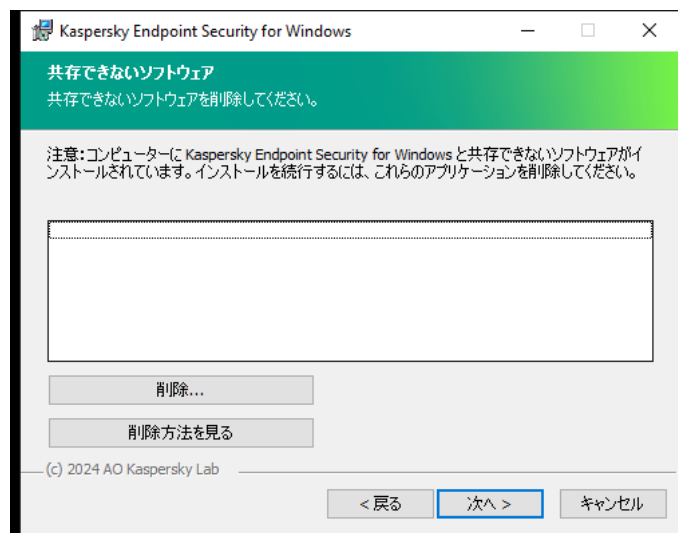 Kaspersky Endpoint Security for Windows
共存できないソフトウェア
共存できないソフトウェアを削除してください。
注意:コンピューターに Kaspersky Endpoint Security for Windows と共存できないソフトウェアがイ
ンストールされています。インストールを続行するには、これらのアプリケーションを削除してください。
削除...
削除方法を見る
(c) 2024 AO Kaspersky Lab
< 戻る 次へ > キャンセル